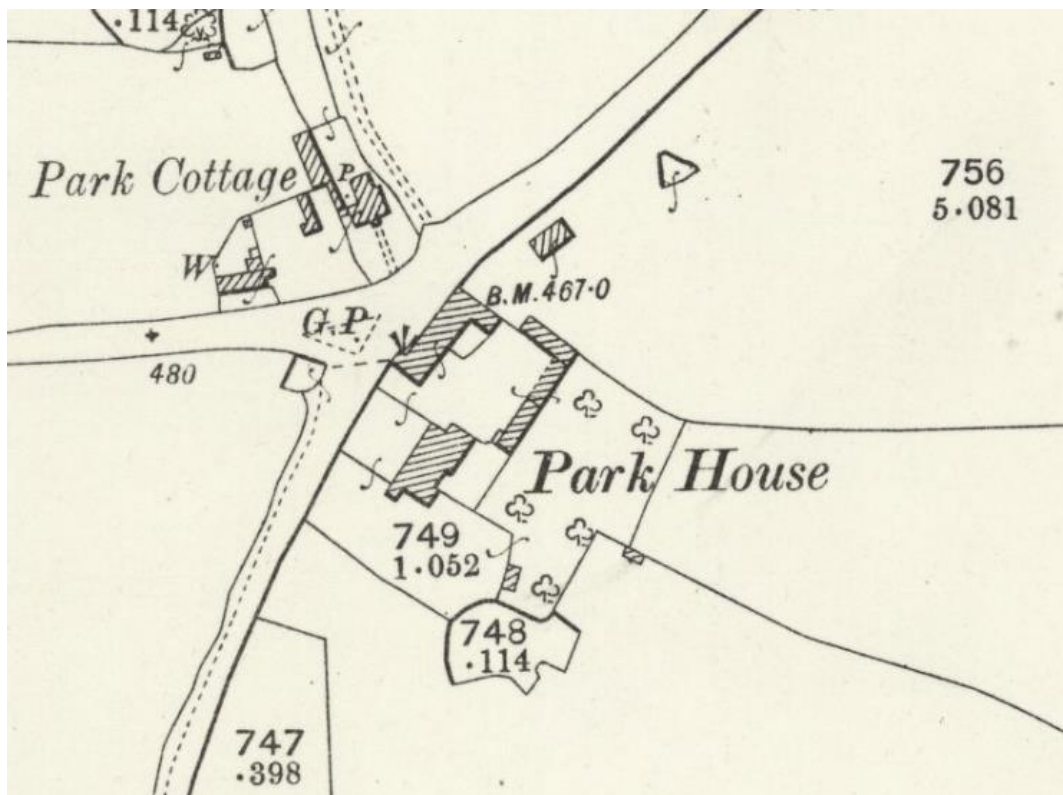 .114
Park Cottage
P.
W.
G.P.
480
B.M.467·0
756
5·081
Park House
749
1·052
748
.114
747
.398